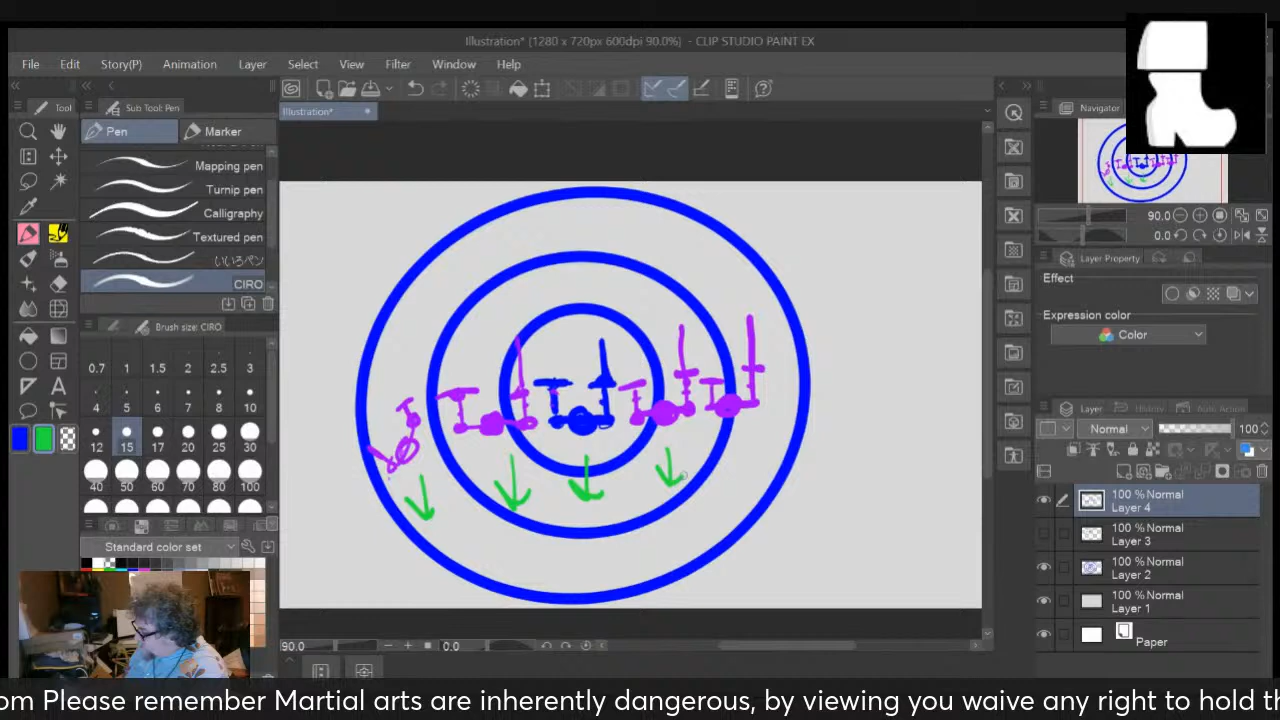 Illustration* (1280 x 720px 600dpi 90.0%) - CLIP STUDIO PAINT EX
File Edit Story(P) Animation Layer Select View Filter Window Help
Tool
Sub Tool: Pen
Illustration*
Navigator
Pen
Marker
Mapping pen
Turnip pen
Calligraphy
Textured pen
CIRO
90.0
0.0
Layer Property
Effect
Expression color
Color
Brush size: CIRO
0.7 1 1.5 2 2.5 3
4 5 6 7 8 10
12 15 17 20 25 30
40 50 60 70 80 100
Layer History Auto Action
Normal 100
100 % Normal
Layer 4
100 % Normal
Layer 3
100 % Normal
Layer 2
100 % Normal
Layer 1
Paper
Standard color set
90.0 0.0
om Please remember Martial arts are inherently dangerous, by viewing you waive any right to hold th